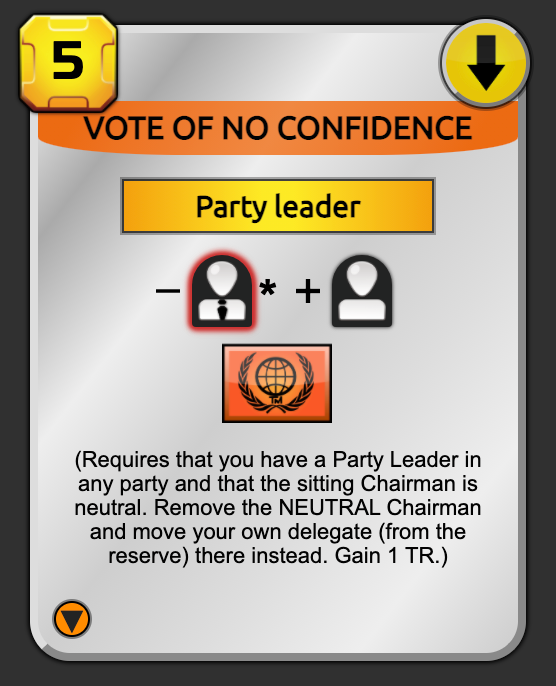 5
VOTE OF NO CONFIDENCE
Party leader
− * +
TM
(Requires that you have a Party Leader in
any party and that the sitting Chairman is
neutral. Remove the NEUTRAL Chairman
and move your own delegate (from the
reserve) there instead. Gain 1 TR.)